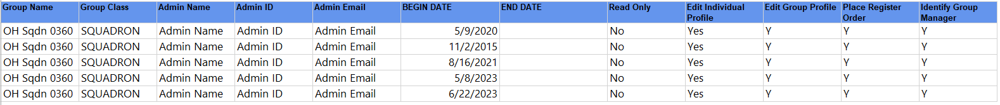 Group Name Group Class Admin Name Admin ID Admin Email BEGIN DATE END DATE Read Only Edit Individual Profile Edit Group Profile Place Register Order Identify Group Manager
OH Sqdn 0360 SQUADRON Admin Name Admin ID Admin Email 5/9/2020 No Yes Y Y Y
OH Sqdn 0360 SQUADRON Admin Name Admin ID Admin Email 11/2/2015 No Yes Y Y Y
OH Sqdn 0360 SQUADRON Admin Name Admin ID Admin Email 8/16/2021 No Yes Y Y Y
OH Sqdn 0360 SQUADRON Admin Name Admin ID Admin Email 5/8/2023 No Yes Y Y Y
OH Sqdn 0360 SQUADRON Admin Name Admin ID Admin Email 6/22/2023 No Yes Y Y Y